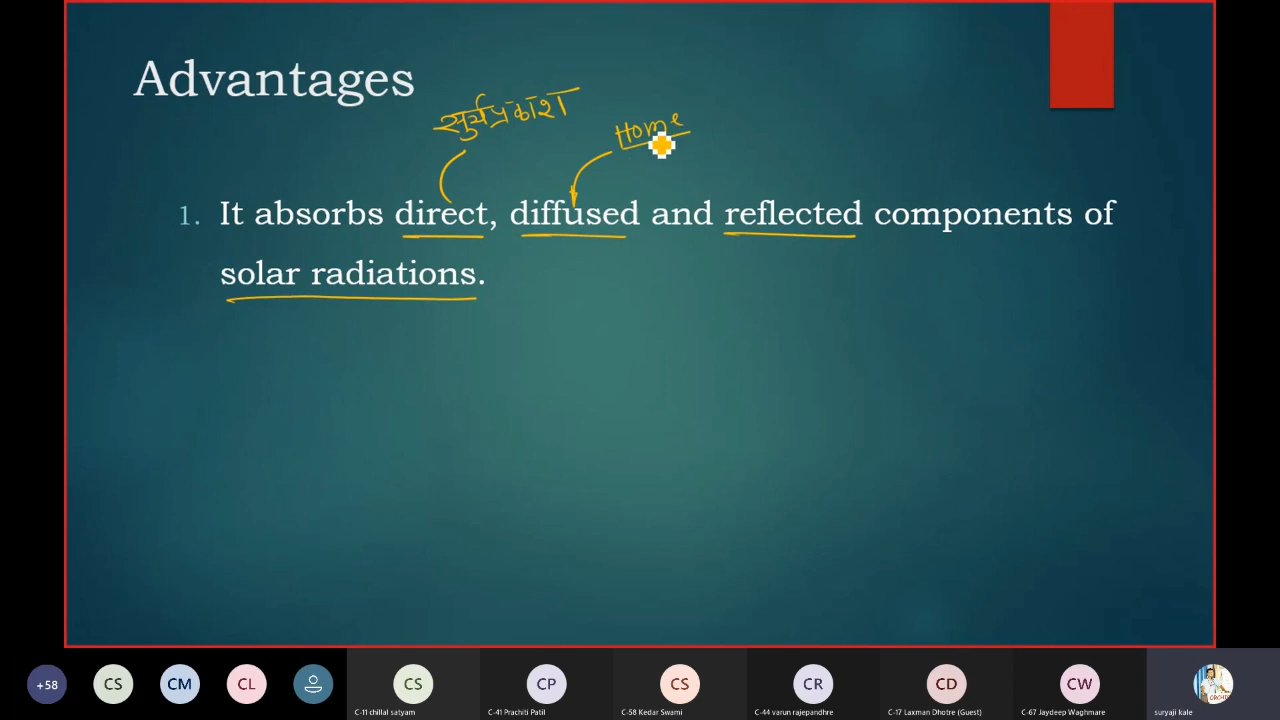 Advantages
सुर्यप्रकाश
Home
1. It absorbs direct, diffused and reflected components of
solar radiations.
+58
CS
CM
CL
CS
CP
CS
CR
CD
CW
C-11 chillal satyam
C-41 Prachiti Patil
C-58 Kedar Swami
C-44 varun rajepandhre
C-17 Laxman Dhotre (Guest)
C-67 Jaydeep Waghmare
suryaji kale